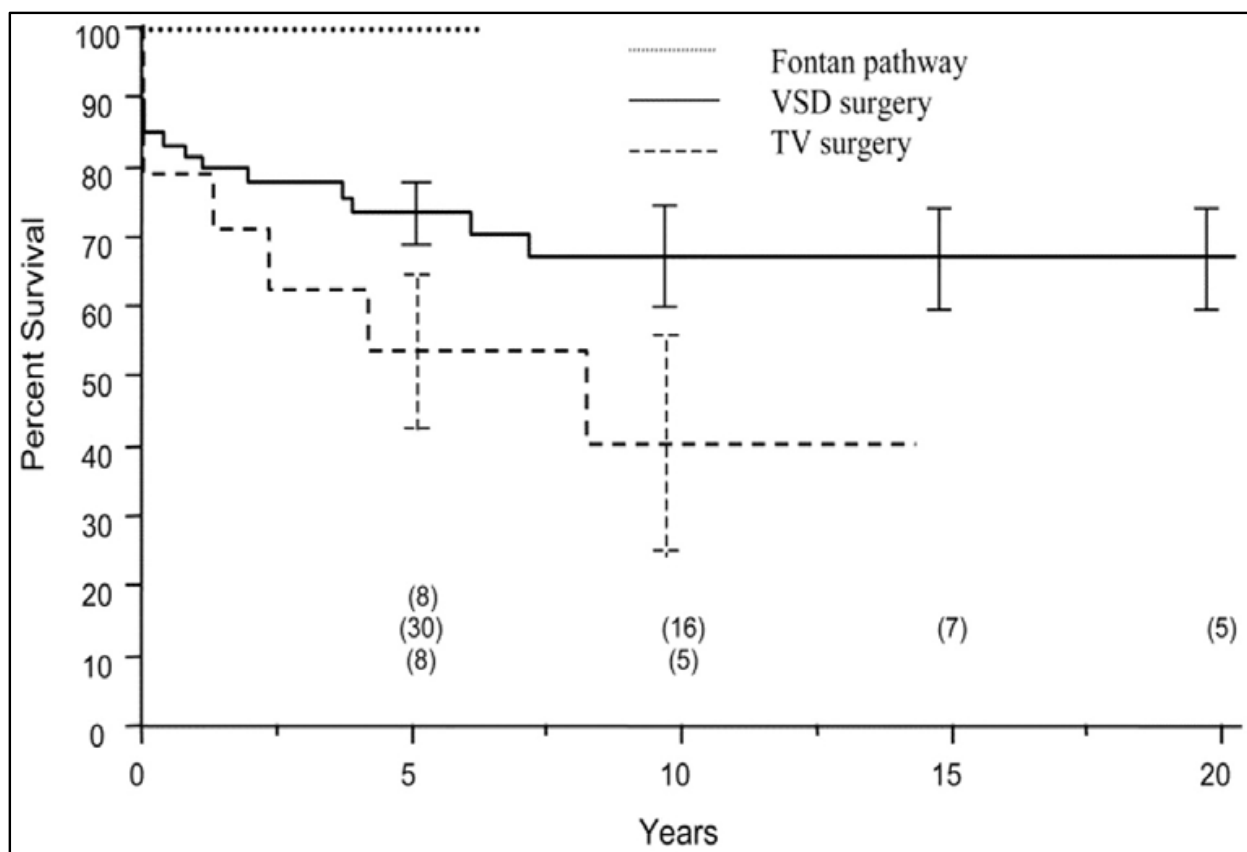 100
90
80
70
60
50
40
30
20
10
0
Percent Survival
Fontan pathway
VSD surgery
TV surgery
(8)
(30) (16) (7) (5)
(8) (5)
0 5 10 15 20
Years